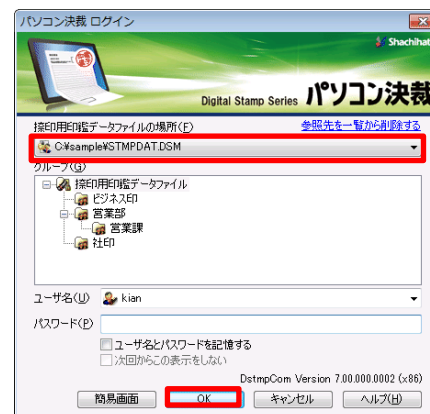 パソコン決裁 ログイン
Shachihat
Digital Stamp Series パソコン決裁
捺印用印鑑データファイルの場所(F)
参照先を一覧から削除する
C:¥sample¥STMPDAT.DSM
グループ(G)
捺印用印鑑データファイル
ビジネス印
営業部
営業課
社印
ユーザ名(U)
kian
パスワード(P)
ユーザ名とパスワードを記憶する
次回からこの表示をしない
DstmpCom Version 7.00.000.0002 (x86)
簡易画面
OK
キャンセル
ヘルプ(H)